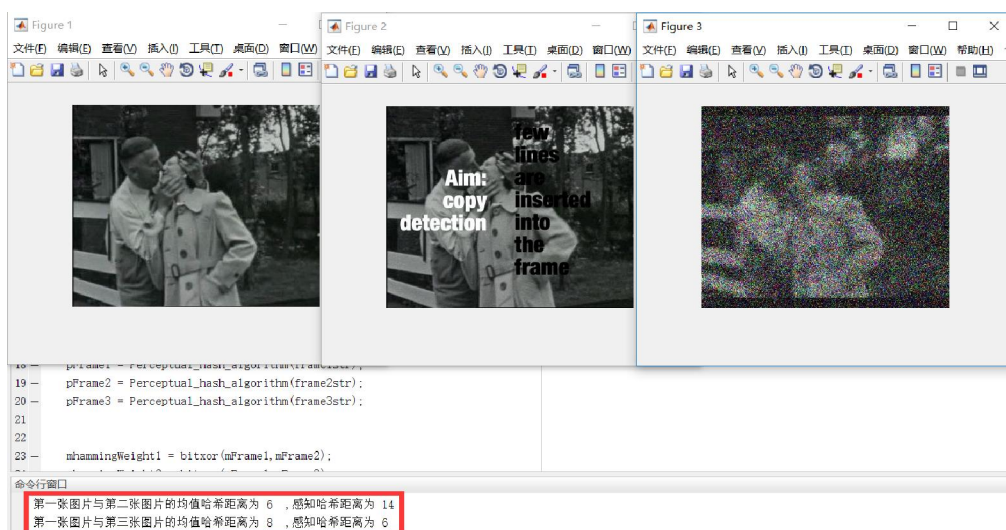 Figure 1
文件(F) 编辑(E) 查看(V) 插入(I) 工具(T) 桌面(D) 窗口(W)
Figure 2
文件(F) 编辑(E) 查看(V) 插入(I) 工具(T) 桌面(D) 窗口(W)
Figure 3
文件(F) 编辑(E) 查看(V) 插入(I) 工具(T) 桌面(D) 窗口(W) 帮助(H)
Aim:
copy
detection
few
lines
are
inserted
into
the
frame
18 — pFrame1 = Perceptual_hash_algorithm(frame1str);
19 — pFrame2 = Perceptual_hash_algorithm(frame2str);
20 — pFrame3 = Perceptual_hash_algorithm(frame3str);
21
22
23 — mhammingWeight1 = bitxor(mFrame1,mFrame2);
命令行窗口
第一张图片与第二张图片的均值哈希距离为 6 ,感知哈希距离为 14
第一张图片与第三张图片的均值哈希距离为 8 ,感知哈希距离为 6